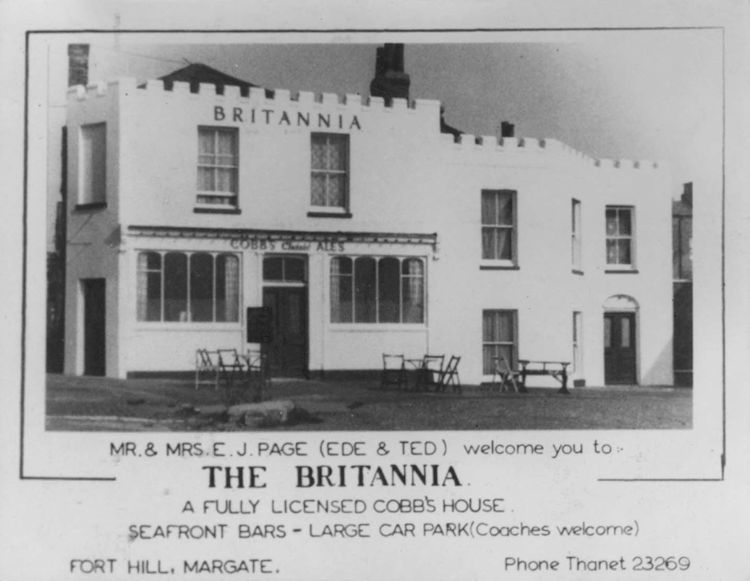 BRITANNIA
COBB'S Classic ALES
MR. & MRS. E. J. PAGE (EDE & TED) welcome you to:-
THE BRITANNIA.
A FULLY LICENSED COBB'S HOUSE.
SEAFRONT BARS - LARGE CAR PARK (Coaches welcome)
FORT HILL, MARGATE.
Phone Thanet 23269